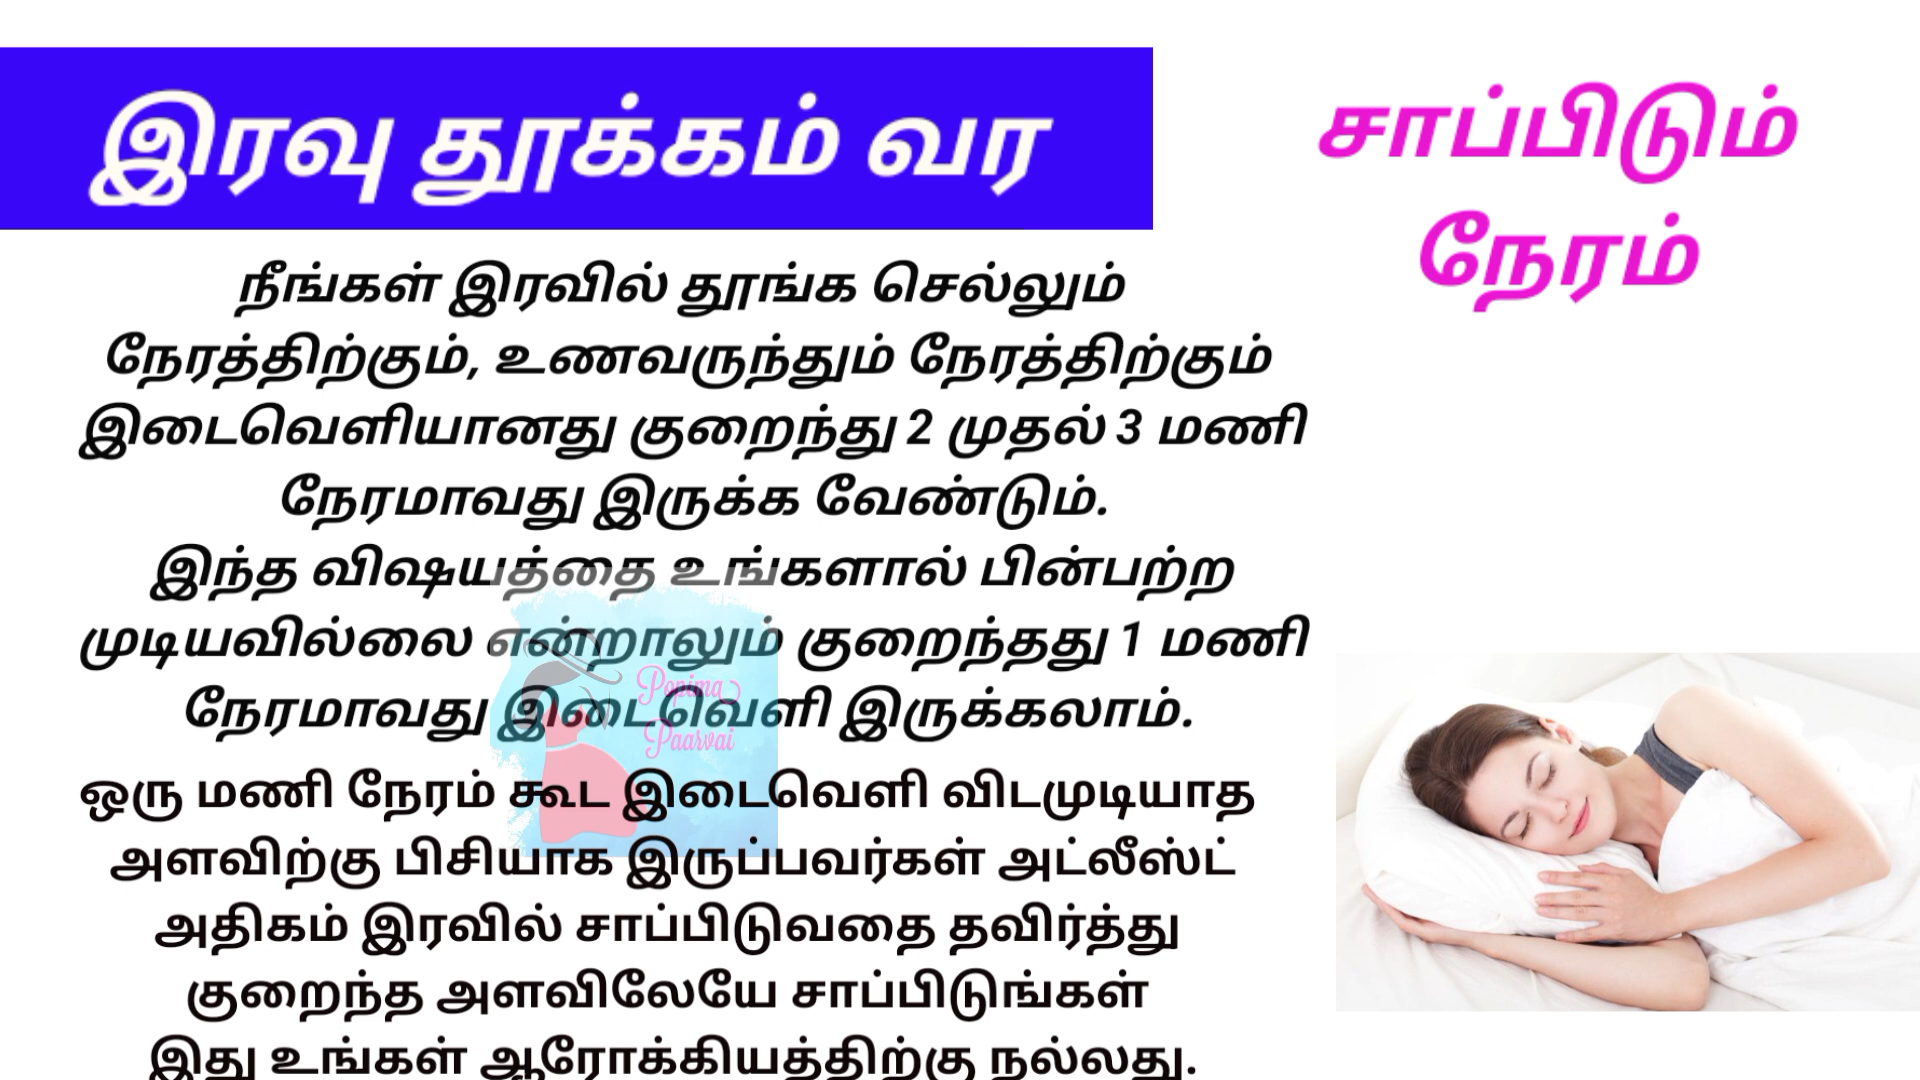 இரவு தூக்கம் வர
சாப்பிடும்
நேரம்
நீங்கள் இரவில் தூங்க செல்லும்
நேரத்திற்கும், உணவருந்தும் நேரத்திற்கும்
இடைவெளியானது குறைந்து 2 முதல் 3 மணி
நேரமாவது இருக்க வேண்டும்.
இந்த விஷயத்தை உங்களால் பின்பற்ற
முடியவில்லை என்றாலும் குறைந்தது 1 மணி
நேரமாவது இடைவெளி இருக்கலாம்.
ஒரு மணி நேரம் கூட இடைவெளி விடமுடியாத
அளவிற்கு பிசியாக இருப்பவர்கள் அட்லீஸ்ட்
அதிகம் இரவில் சாப்பிடுவதை தவிர்த்து
குறைந்த அளவிலேயே சாப்பிடுங்கள்
இது உங்கள் ஆரோக்கியத்திற்கு நல்லது.
Popima
Paarvai